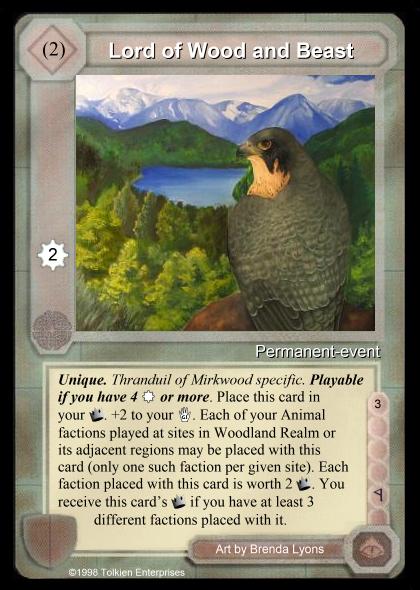 (2)
Lord of Wood and Beast
2
Permanent-event
Unique. Thranduil of Mirkwood specific. Playable
if you have 4 or more. Place this card in
your . +2 to your . Each of your Animal
factions played at sites in Woodland Realm or
its adjacent regions may be placed with this
card (only one such faction per given site). Each
faction placed with this card is worth 2 . You
receive this card's if you have at least 3
different factions placed with it.
3
Art by Brenda Lyons
©1998 Tolkien Enterprises